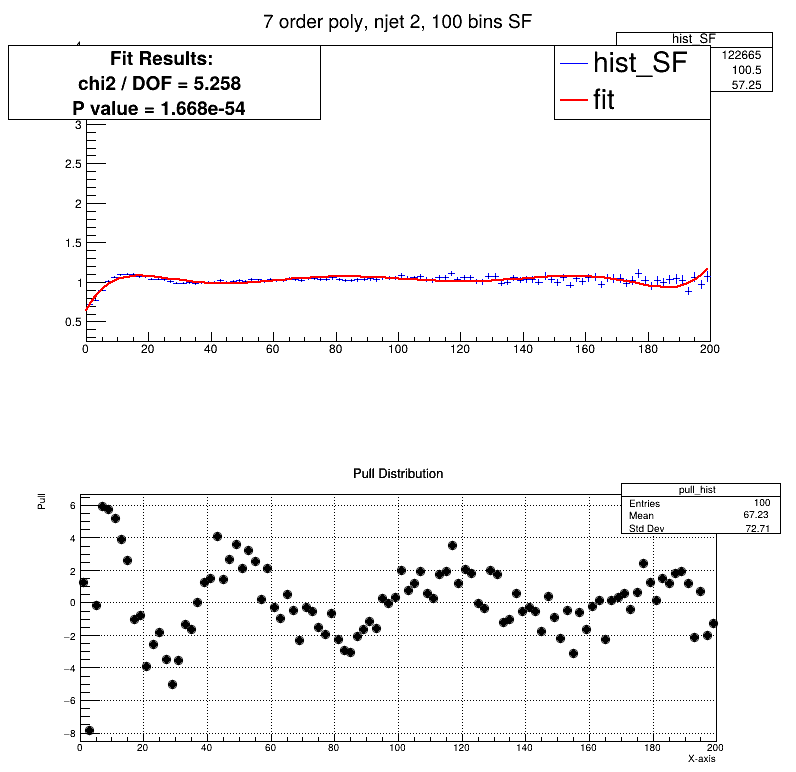 7 order poly, njet 2, 100 bins SF
hist_SF
122665
100.5
57.25
Fit Results:
chi2 / DOF = 5.258
P value = 1.668e-54
hist_SF
fit
3
2.5
2
1.5
1
0.5
0 20 40 60 80 100 120 140 160 180 200
Pull Distribution
pull_hist
Entries 100
Mean 67.23
Std Dev 72.71
Pull
6
4
2
0
−2
−4
−6
−8
0 20 40 60 80 100 120 140 160 180 200
X-axis